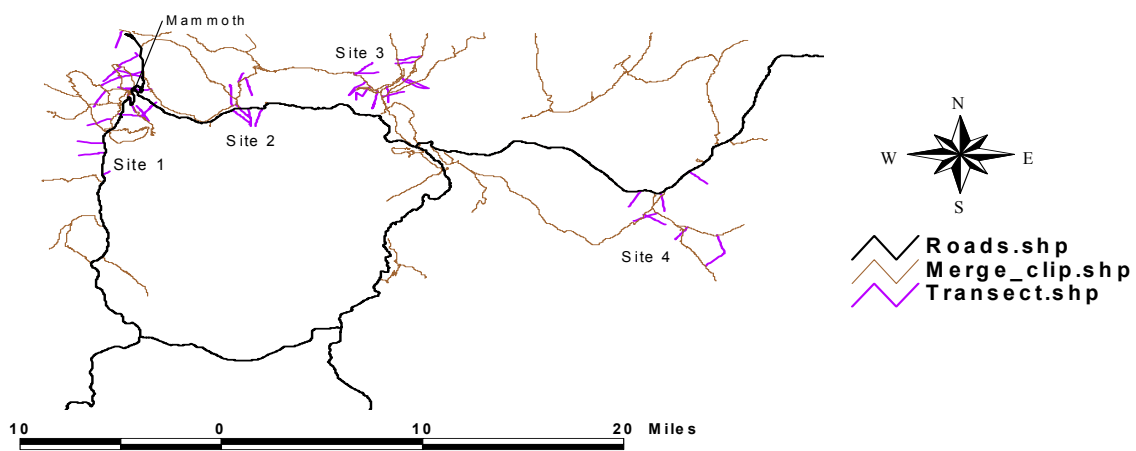 Mammoth
Site 3
Site 2
Site 1
Site 4
N
W E
S
Roads.shp
Merge_clip.shp
Transect.shp
10 0 10 20 Miles